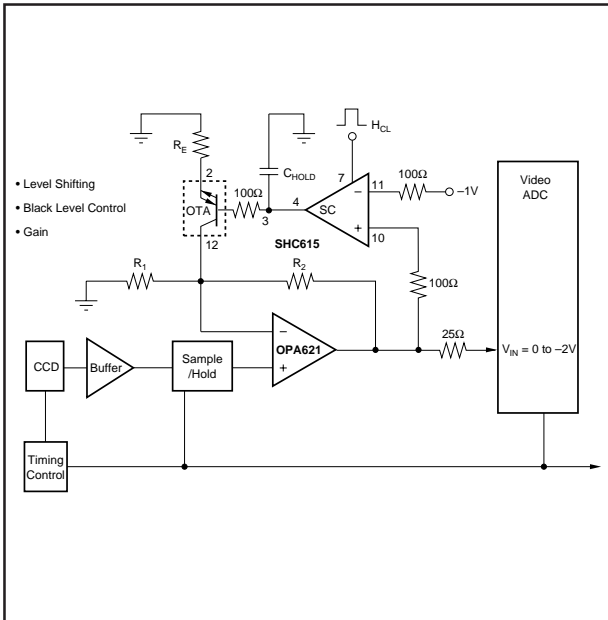 H_CL
R_E
2
C_HOLD
7
11
100Ω
–1V
Video
ADC
• Level Shifting
• Black Level Control
• Gain
OTA
100Ω
3
4
SC
–
+
10
SHC615
12
R_1
R_2
100Ω
25Ω
V_IN = 0 to –2V
–
OPA621
+
CCD
Buffer
Sample
/Hold
Timing
Control